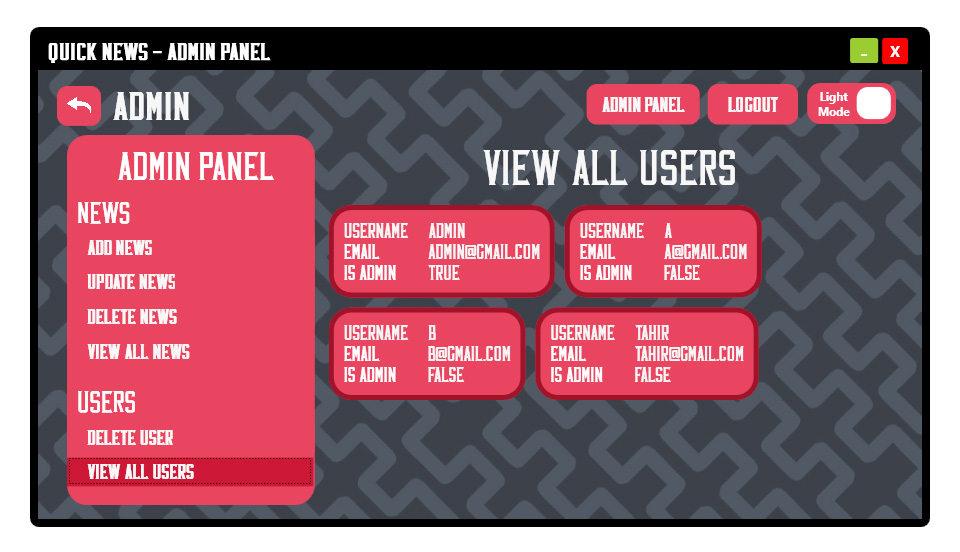 QUICK NEWS – ADMIN PANEL
_ X
ADMIN
ADMIN PANEL
LOGOUT
Light
Mode
ADMIN PANEL
NEWS
ADD NEWS
UPDATE NEWS
DELETE NEWS
VIEW ALL NEWS
USERS
DELETE USER
VIEW ALL USERS
VIEW ALL USERS
USERNAME ADMIN
EMAIL ADMIN@GMAIL.COM
IS ADMIN TRUE
USERNAME A
EMAIL A@GMAIL.COM
IS ADMIN FALSE
USERNAME B
EMAIL B@GMAIL.COM
IS ADMIN FALSE
USERNAME TAHIR
EMAIL TAHIR@GMAIL.COM
IS ADMIN FALSE